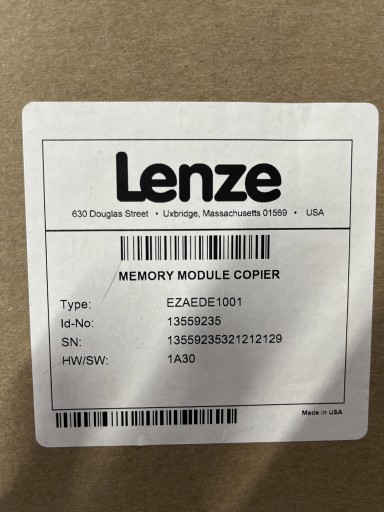 Lenze
630 Douglas Street • Uxbridge, Massachusetts 01569 • USA
MEMORY MODULE COPIER
Type: EZAEDE1001
Id-No: 13559235
SN: 13559235321212129
HW/SW: 1A30
Made in USA